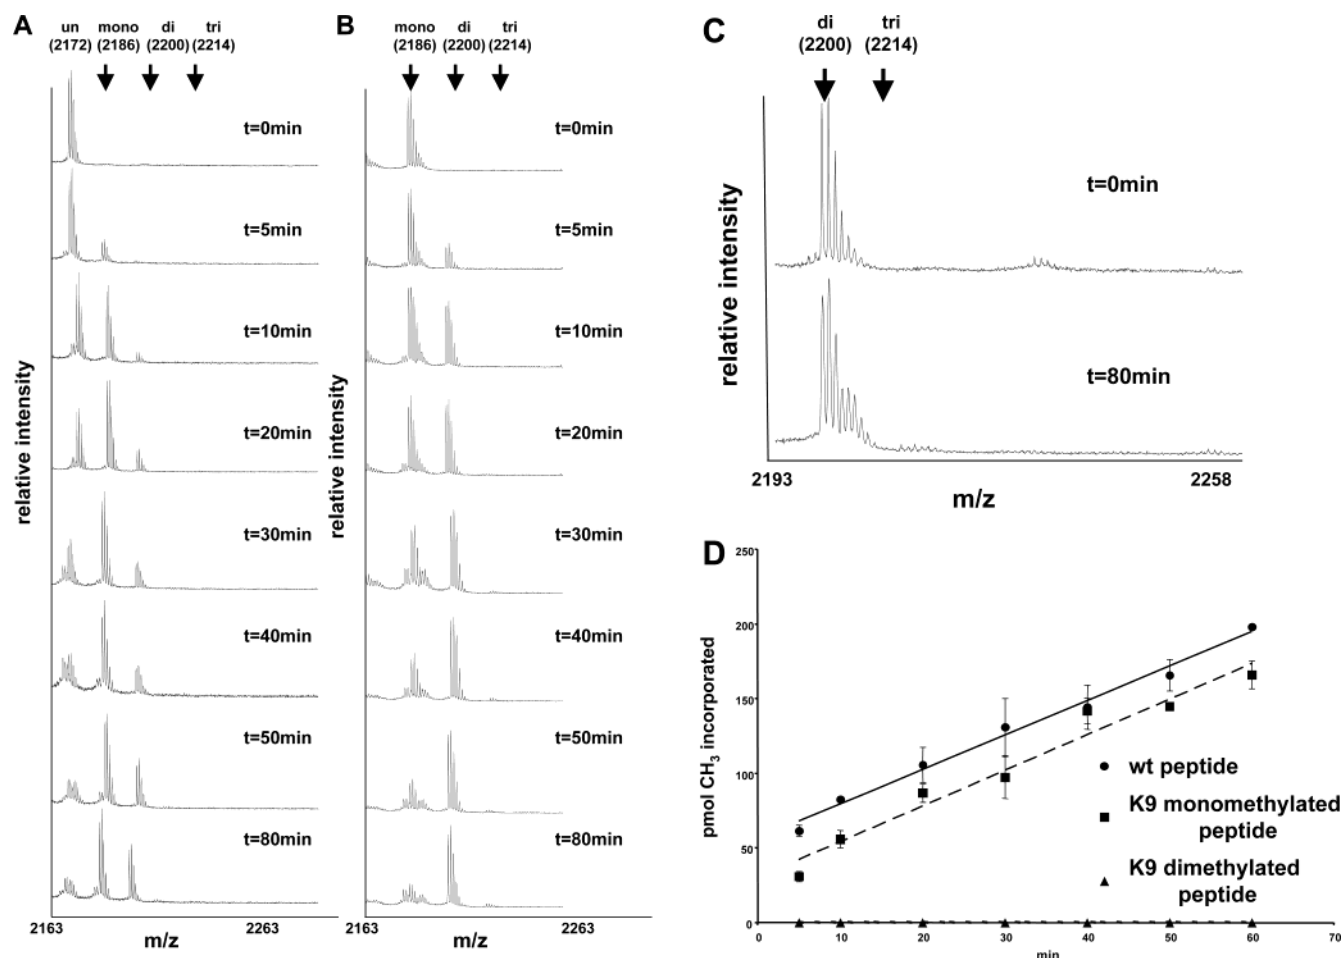 A
un mono di tri
(2172) (2186) (2200) (2214)
t=0min
t=5min
t=10min
t=20min
t=30min
t=40min
t=50min
t=80min
relative intensity
2163 2263
m/z
B
mono di tri
(2186) (2200) (2214)
t=0min
t=5min
t=10min
t=20min
t=30min
t=40min
t=50min
t=80min
relative intensity
2163 2263
m/z
C
di tri
(2200) (2214)
t=0min
t=80min
relative intensity
2193 2258
m/z
D
250
200
150
100
50
0
pmol CH3 incorporated
wt peptide
K9 monomethylated
peptide
K9 dimethylated
peptide
0 10 20 30 40 50 60 70
min